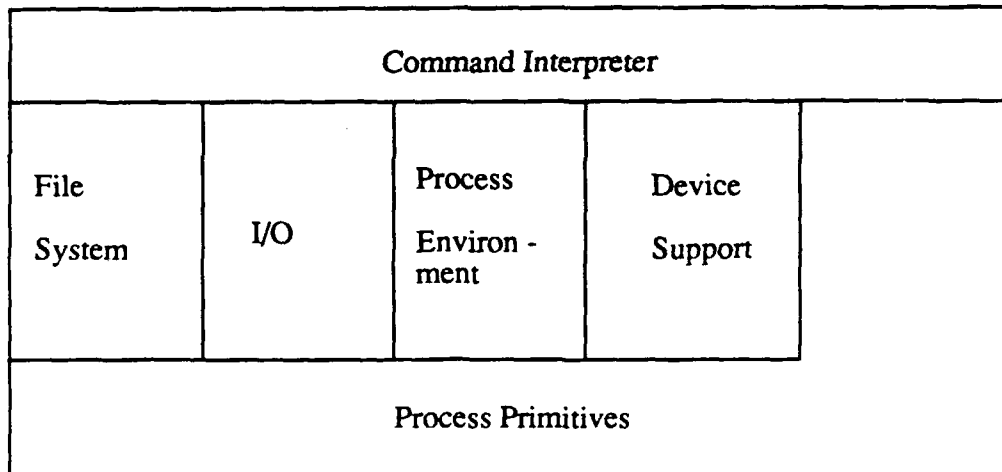 Command Interpreter
File
System
I/O
Process
Environ -
ment
Device
Support
Process Primitives